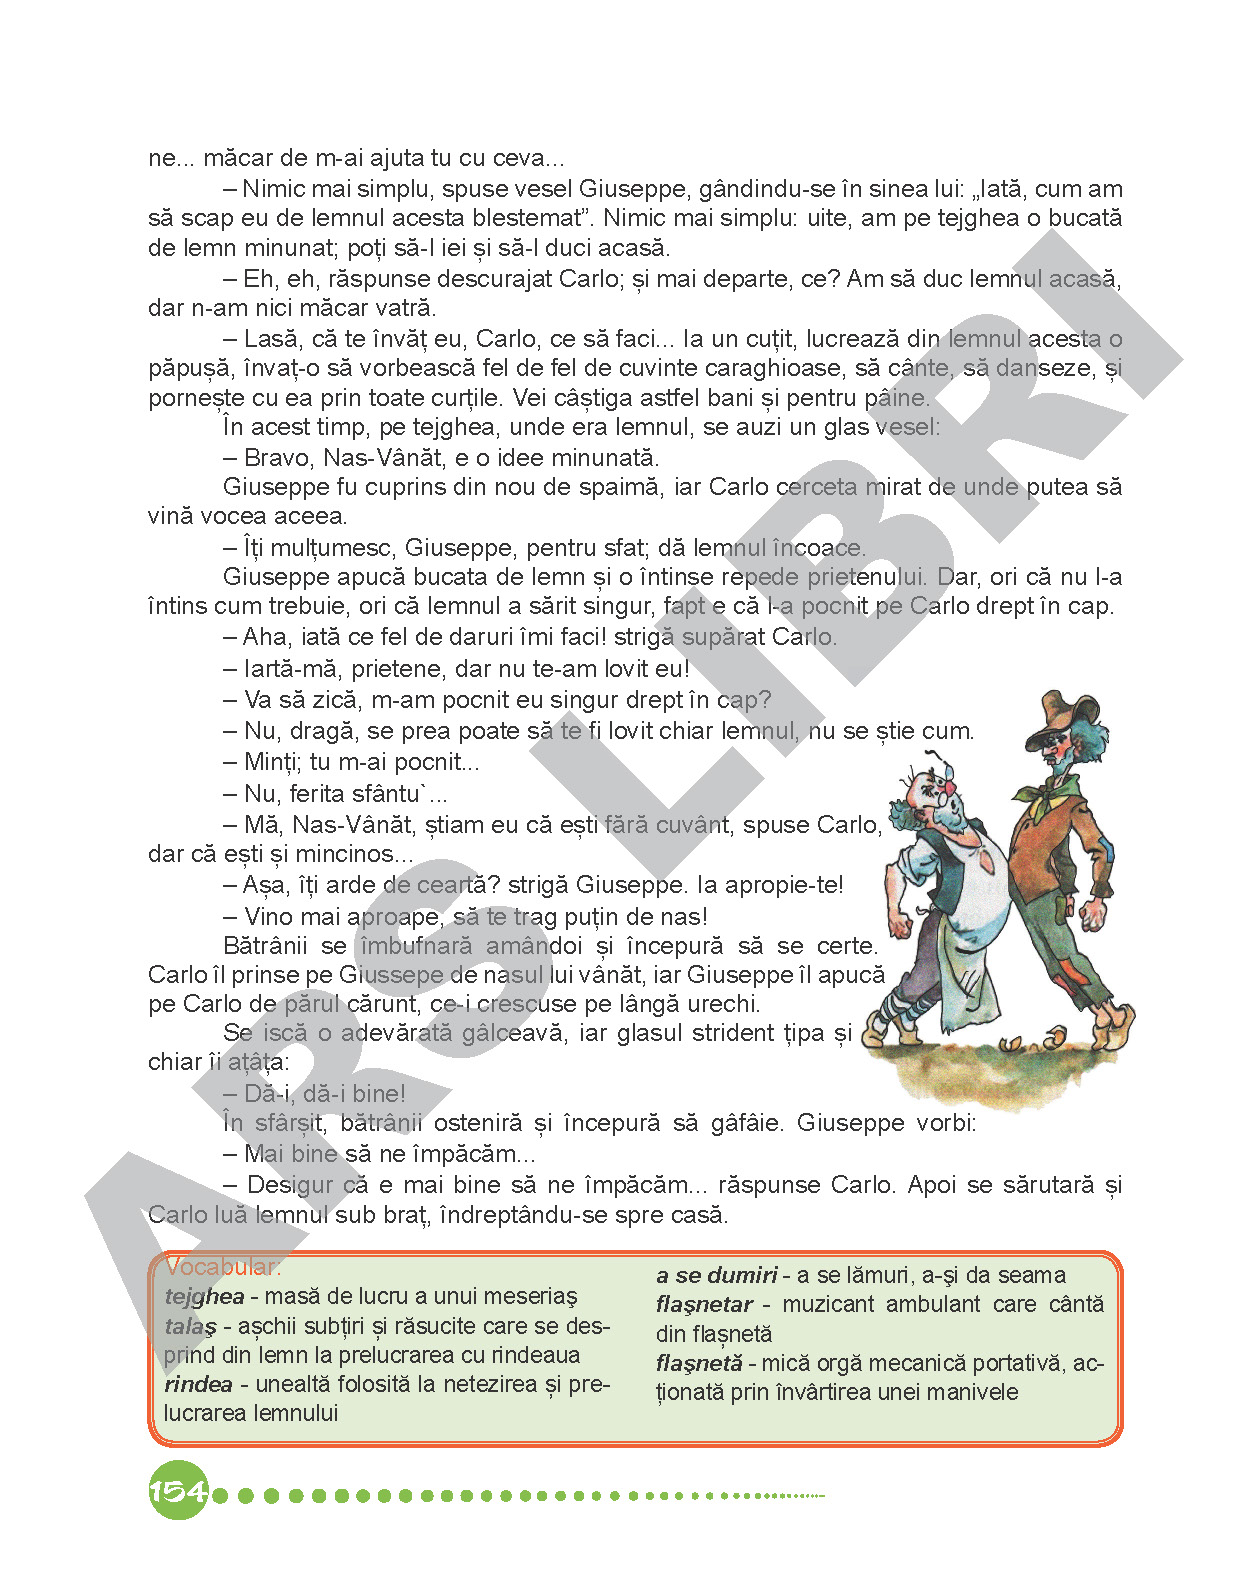 ne... măcar de m-ai ajuta tu cu ceva...
– Nimic mai simplu, spuse vesel Giuseppe, gândindu-se în sinea lui: „Iată, cum am
să scap eu de lemnul acesta blestemat”. Nimic mai simplu: uite, am pe tejghea o bucată
de lemn minunat; poți să-l iei și să-l duci acasă.
– Eh, eh, răspunse descurajat Carlo; și mai departe, ce? Am să duc lemnul acasă,
dar n-am nici măcar vatră.
– Lasă, că te învăț eu, Carlo, ce să faci... Ia un cuțit, lucrează din lemnul acesta o
păpușă, învaț-o să vorbească fel de fel de cuvinte caraghioase, să cânte, să danseze, și
pornește cu ea prin toate curțile. Vei câștiga astfel bani și pentru pâine.
În acest timp, pe tejghea, unde era lemnul, se auzi un glas vesel:
– Bravo, Nas-Vânăt, e o idee minunată.
Giuseppe fu cuprins din nou de spaimă, iar Carlo cerceta mirat de unde putea să
vină vocea aceea.
– Îți mulțumesc, Giuseppe, pentru sfat; dă lemnul încoace.
Giuseppe apucă bucata de lemn și o întinse repede prietenului. Dar, ori că nu l-a
întins cum trebuie, ori că lemnul a sărit singur, fapt e că l-a pocnit pe Carlo drept în cap.
– Aha, iată ce fel de daruri îmi faci! strigă supărat Carlo.
– Iartă-mă, prietene, dar nu te-am lovit eu!
– Va să zică, m-am pocnit eu singur drept în cap?
– Nu, dragă, se prea poate să te fi lovit chiar lemnul, nu se știe cum.
– Minți; tu m-ai pocnit...
– Nu, ferita sfântu`...
– Mă, Nas-Vânăt, știam eu că ești fără cuvânt, spuse Carlo,
dar că ești și mincinos...
– Așa, îți arde de ceartă? strigă Giuseppe. Ia apropie-te!
– Vino mai aproape, să te trag puțin de nas!
Bătrânii se îmbufnară amândoi și începură să se certe.
Carlo îl prinse pe Giussepe de nasul lui vânăt, iar Giuseppe îl apucă
pe Carlo de părul cărunt, ce-i crescuse pe lângă urechi.
Se iscă o adevărată gâlceavă, iar glasul strident țipa și
chiar îi ațâța:
– Dă-i, dă-i bine!
În sfârșit, bătrânii osteniră și începură să gâfâie. Giuseppe vorbi:
– Mai bine să ne împăcăm...
– Desigur că e mai bine să ne împăcăm... răspunse Carlo. Apoi se sărutară și
Carlo luă lemnul sub braț, îndreptându-se spre casă.
ARS LIBRI
Vocabular:
tejghea - masă de lucru a unui meseriaş
talaş - așchii subțiri și răsucite care se des-
prind din lemn la prelucrarea cu rindeaua
rindea - unealtă folosită la netezirea și pre-
lucrarea lemnului
a se dumiri - a se lămuri, a-şi da seama
flaşnetar - muzicant ambulant care cântă
din flașnetă
flaşnetă - mică orgă mecanică portativă, ac-
ționată prin învârtirea unei manivele
154